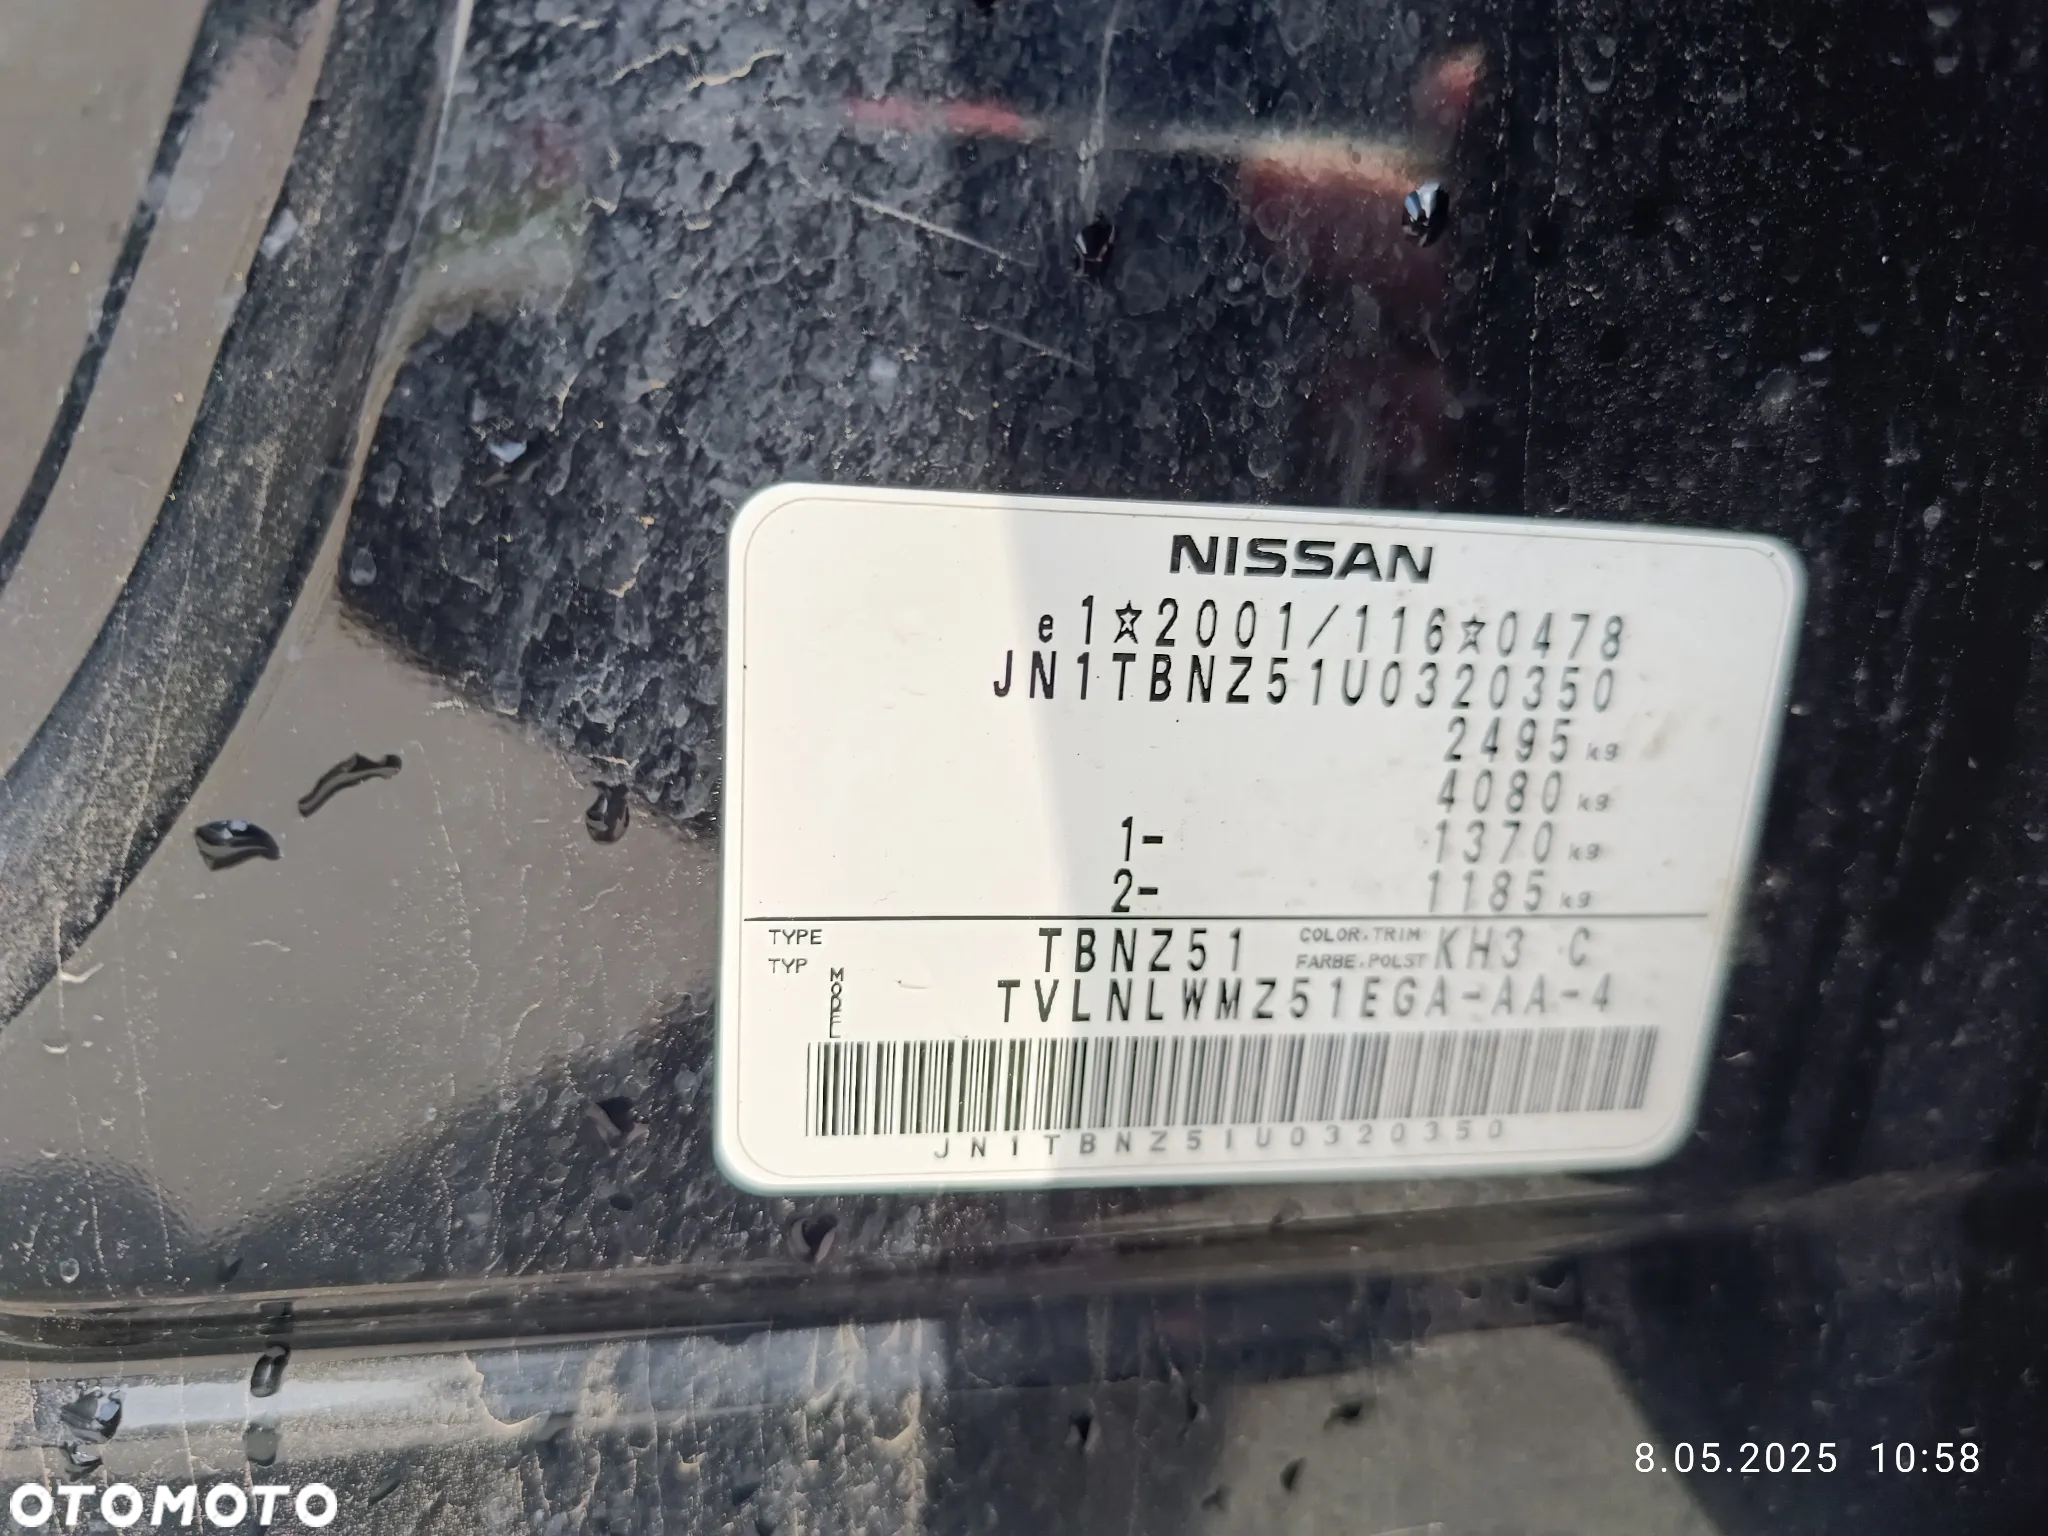 NISSAN
e1☆2001/116☆0478
JN1TBNZ51U0320350
2495 kg
4080 kg
1- 1370 kg
2- 1185 kg
TYPE TBNZ51 COLOR.TRIM KH3 C
TYP FARBE.POLST
MODEL TVLNLWMZ51EGA-AA-4
JN1TBNZ51U0320350
8.05.2025 10:58
OTOMOTO